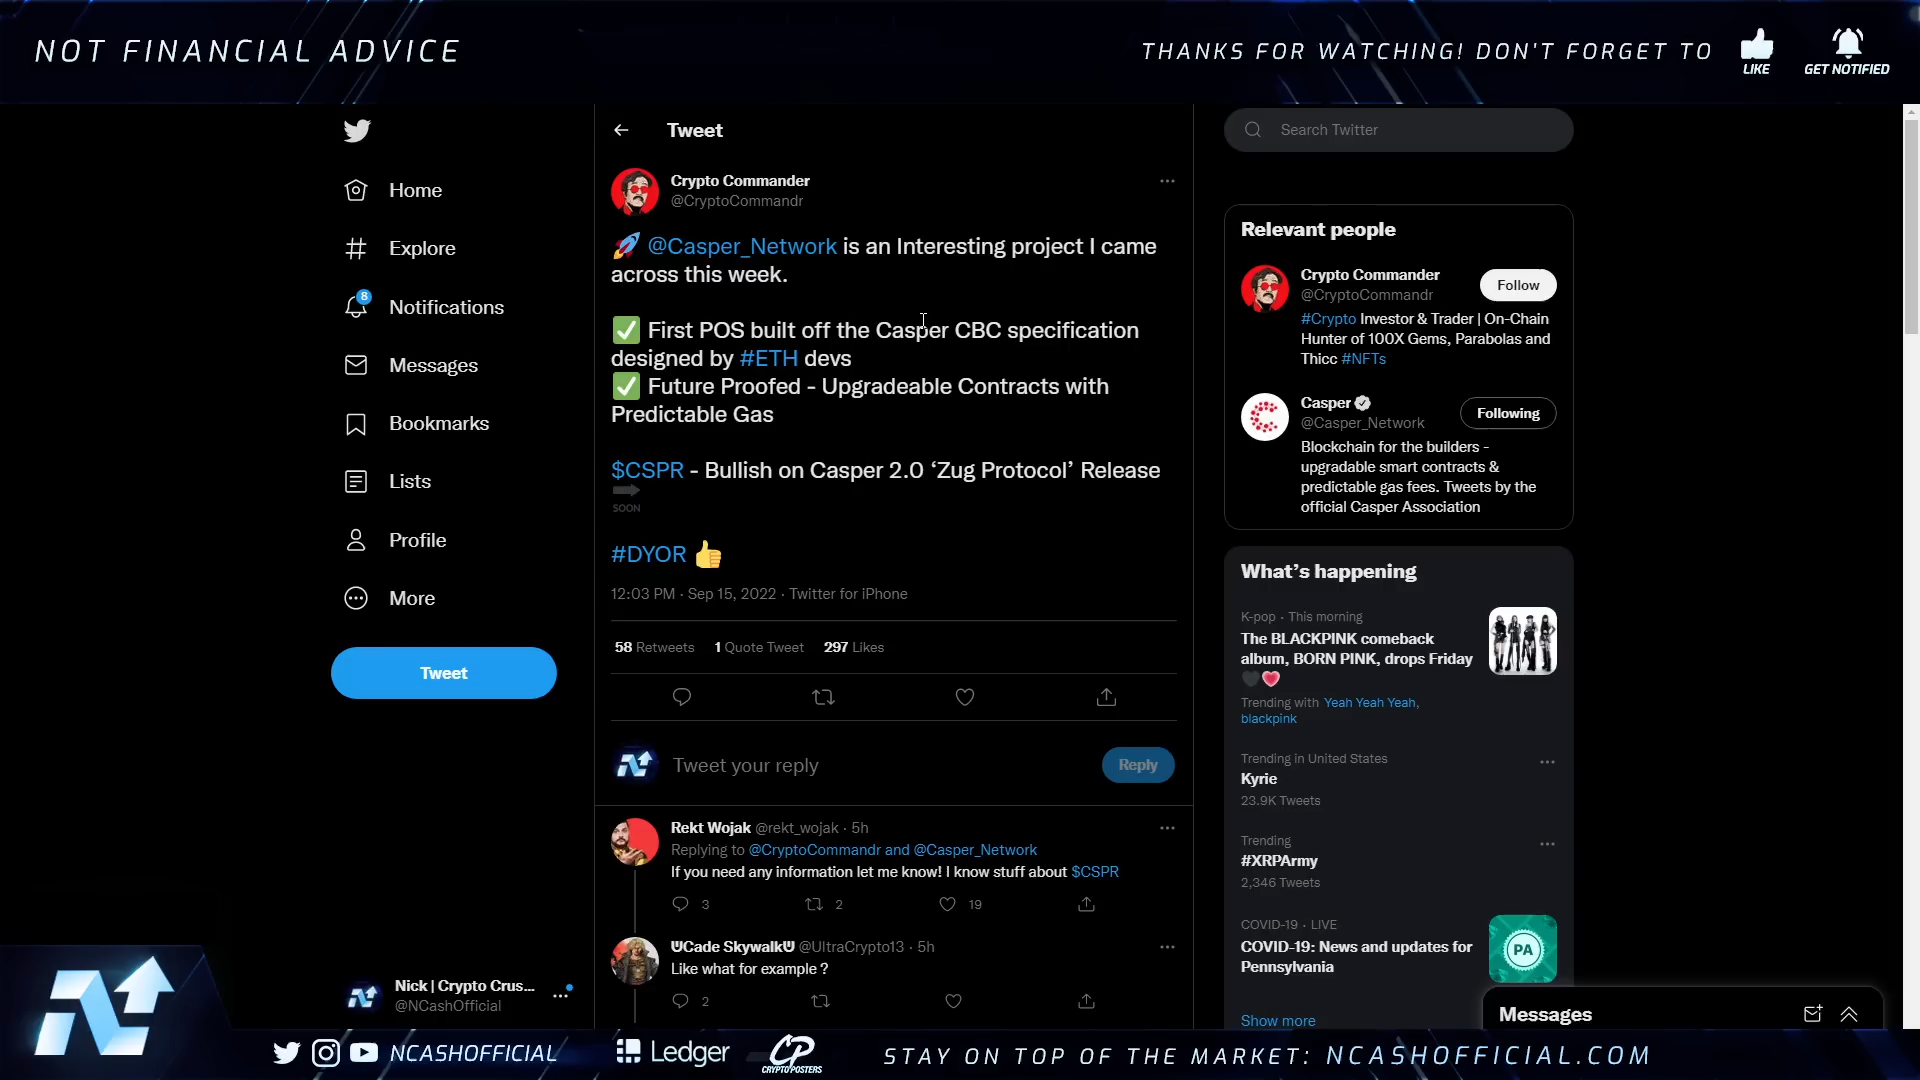 NOT FINANCIAL ADVICE
THANKS FOR WATCHING! DON'T FORGET TO
LIKE
GET NOTIFIED
Home
Explore
8
Notifications
Messages
Bookmarks
Lists
Profile
More
Tweet
Nick | Crypto Crus...
@NCashOfficial
Tweet
Crypto Commander
@CryptoCommandr
🚀 @Casper_Network is an Interesting project I came
across this week.
✅ First POS built off the Casper CBC specification
designed by #ETH devs
✅ Future Proofed - Upgradeable Contracts with
Predictable Gas
$CSPR - Bullish on Casper 2.0 ‘Zug Protocol’ Release
SOON
#DYOR 👍
12:03 PM · Sep 15, 2022 · Twitter for iPhone
58 Retweets 1 Quote Tweet 297 Likes
Tweet your reply
Reply
Rekt Wojak @rekt_wojak · 5h
Replying to @CryptoCommandr and @Casper_Network
If you need any information let me know! I know stuff about $CSPR
3 2 19
ᙀCade Skywalkᙀ @UltraCrypto13 · 5h
Like what for example ?
2
Search Twitter
Relevant people
Crypto Commander
@CryptoCommandr
Follow
#Crypto Investor & Trader | On-Chain
Hunter of 100X Gems, Parabolas and
Thicc #NFTs
Casper
@Casper_Network
Following
Blockchain for the builders -
upgradable smart contracts &
predictable gas fees. Tweets by the
official Casper Association
What’s happening
K-pop · This morning
The BLACKPINK comeback
album, BORN PINK, drops Friday
🖤💗
Trending with Yeah Yeah Yeah,
blackpink
Trending in United States
Kyrie
23.9K Tweets
Trending
#XRPArmy
2,346 Tweets
COVID-19 · LIVE
COVID-19: News and updates for
Pennsylvania
PA
Show more
Messages
NCASHOFFICIAL
Ledger
CP
CRYPTOPOSTERS
STAY ON TOP OF THE MARKET: NCASHOFFICIAL.COM